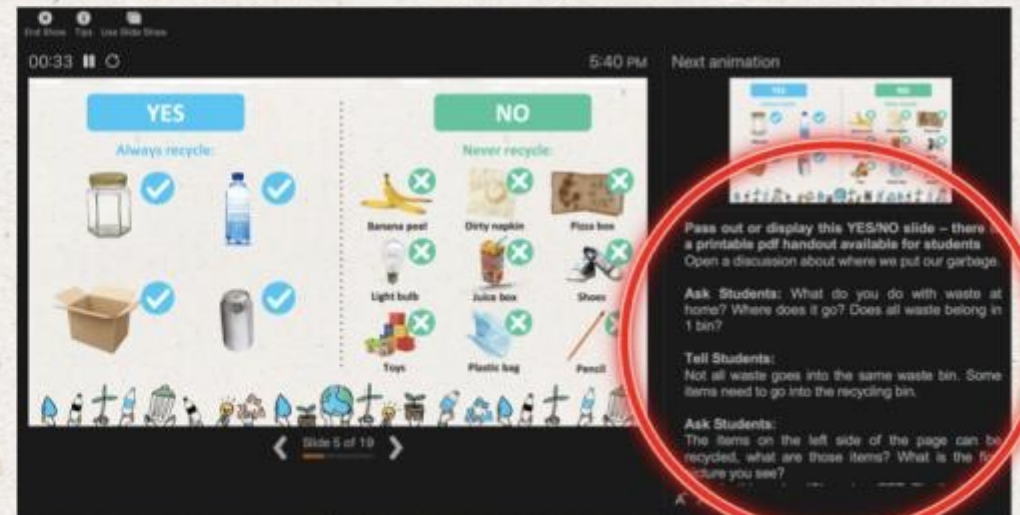 End Show Tips Use Slide Show
00:33
5:40 PM
Next animation
YES
Always recycle:
NO
Never recycle:
Banana peel Dirty napkin Pizza box
Light bulb Juice box Shoes
Toys Plastic bag Pencil
Slide 5 of 19
YES
NO
Pass out or display this YES/NO slide – there
a printable pdf handout available for students
Open a discussion about where we put our garbage.
Ask Students: What do you do with waste at
home? Where does it go? Does all waste belong in
1 bin?
Tell Students:
Not all waste goes into the same waste bin. Some
items need to go into the recycling bin.
Ask Students:
The items on the left side of the page can be
recycled, what are those items? What is the
picture you see?